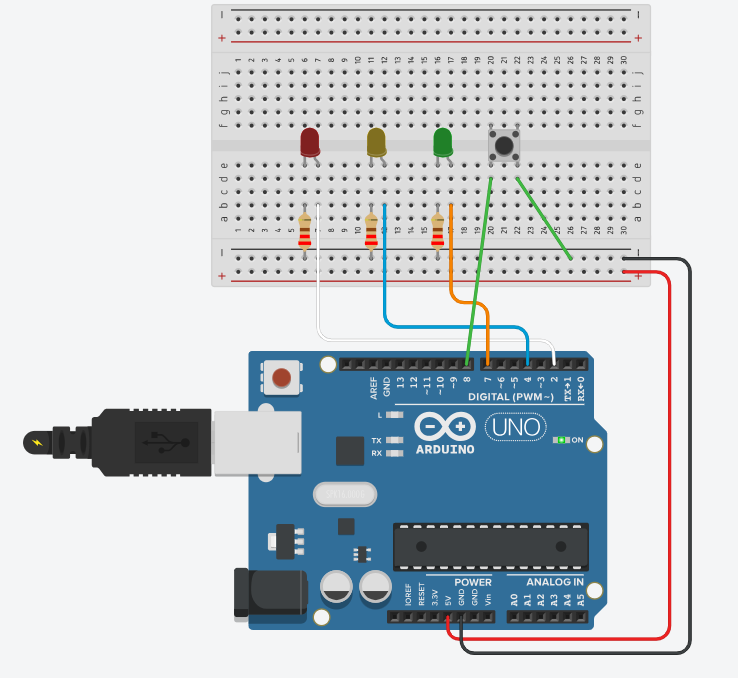 − −
+ +
1 2 3 4 5 6 7 8 9 10 11 12 13 14 15 16 17 18 19 20 21 22 23 24 25 26 27 28 29 30
j j
i i
h h
g g
f f
e e
d d
c c
b b
a a
1 2 3 4 5 6 7 8 9 10 11 12 13 14 15 16 17 18 19 20 21 22 23 24 25 26 27 28 29 30
− −
+ +
AREF GND 13 12 ~11 ~10 ~9 8 7 ~6 ~5 4 ~3 2 TX→1 RX←0
DIGITAL (PWM~)
L
TX
RX
UNO
ON
ARDUINO
20MHz
POWER ANALOG IN
IOREF RESET 3.3V 5V GND GND Vin A0 A1 A2 A3 A4 A5